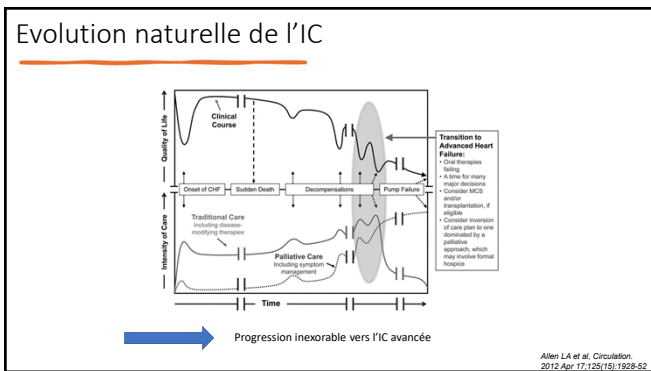 Evolution naturelle de l'IC
Quality of Life
Clinical
Course
Transition to
Advanced Heart
Failure:
• Oral therapies
failing
• A time for many
major decisions
• Consider MCS
and/or
transplantation, if
eligible
• Consider inversion
of care plan to one
dominated by a
palliative
approach, which
may involve formal
hospice
Onset of CHF
Sudden Death
Decompensations
Pump Failure
Intensity of Care
Traditional Care
Including disease-
modifying therapies
Palliative Care
Including symptom
management
Time
Progression inexorable vers l'IC avancée
Allen LA et al, Circulation.
2012 Apr 17;125(15):1928-52